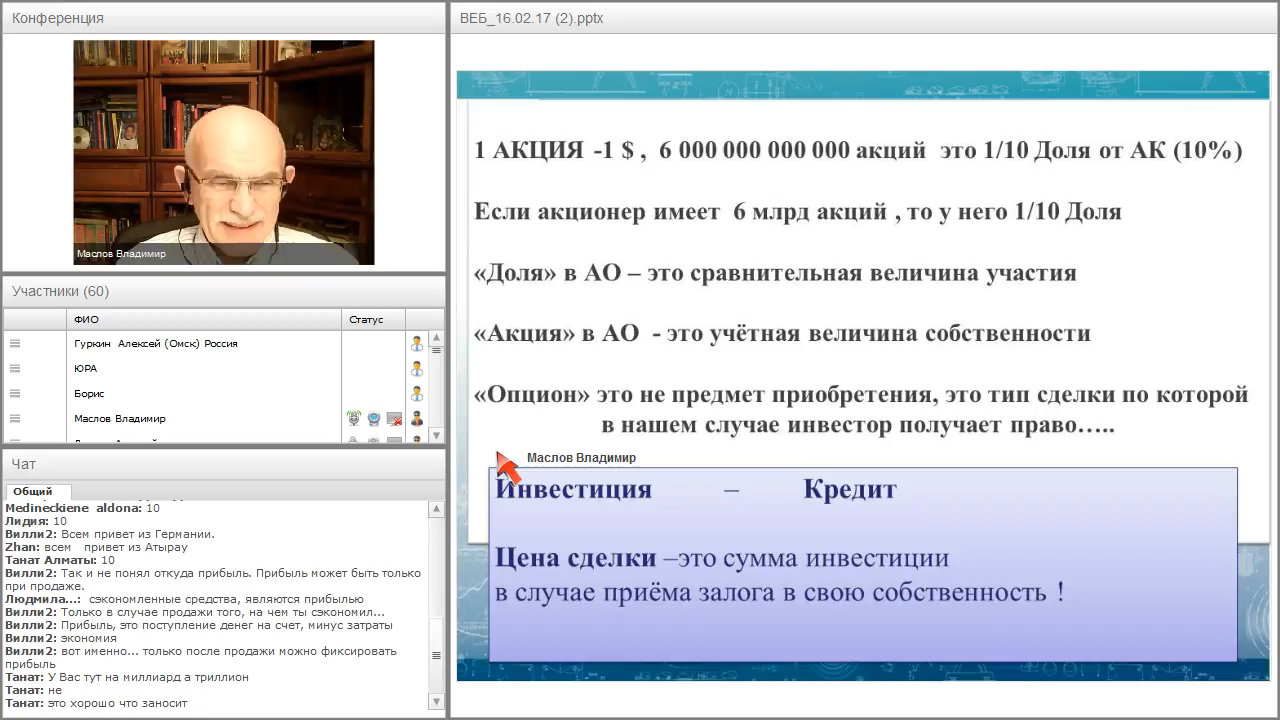 Конференция
Маслов Владимир
Участники (60)
ФИО
Статус
Гуркин Алексей (Омск) Россия
ЮРА
Борис
Маслов Владимир
Чат
Общий
Medineckiene aldona: 10
Лидия: 10
Вилли2: Всем привет из Германии.
Zhan: всем привет из Атырау
Танат Алматы: 10
Вилли2: Так и не понял откуда прибыль. Прибыль может быть только
при продаже.
Людмила...: сэкономленные средства, являются прибылью
Вилли2: Только в случае продажи того, на чем ты сэкономил...
Вилли2: Прибыль, это поступление денег на счет, минус затраты
Вилли2: экономия
Вилли2: вот именно... только после продажи можно фиксировать
прибыль
Танат: У Вас тут на миллиард а триллион
Танат: не
Танат: это хорошо что заносит
ВЕБ_16.02.17 (2).pptx
1 АКЦИЯ -1 $ , 6 000 000 000 000 акций это 1/10 Доля от АК (10%)
Если акционер имеет 6 млрд акций , то у него 1/10 Доля
«Доля» в АО – это сравнительная величина участия
«Акция» в АО - это учётная величина собственности
«Опцион» это не предмет приобретения, это тип сделки по которой
в нашем случае инвестор получает право…..
Маслов Владимир
Инвестиция – Кредит
Цена сделки –это сумма инвестиции
в случае приёма залога в свою собственность !